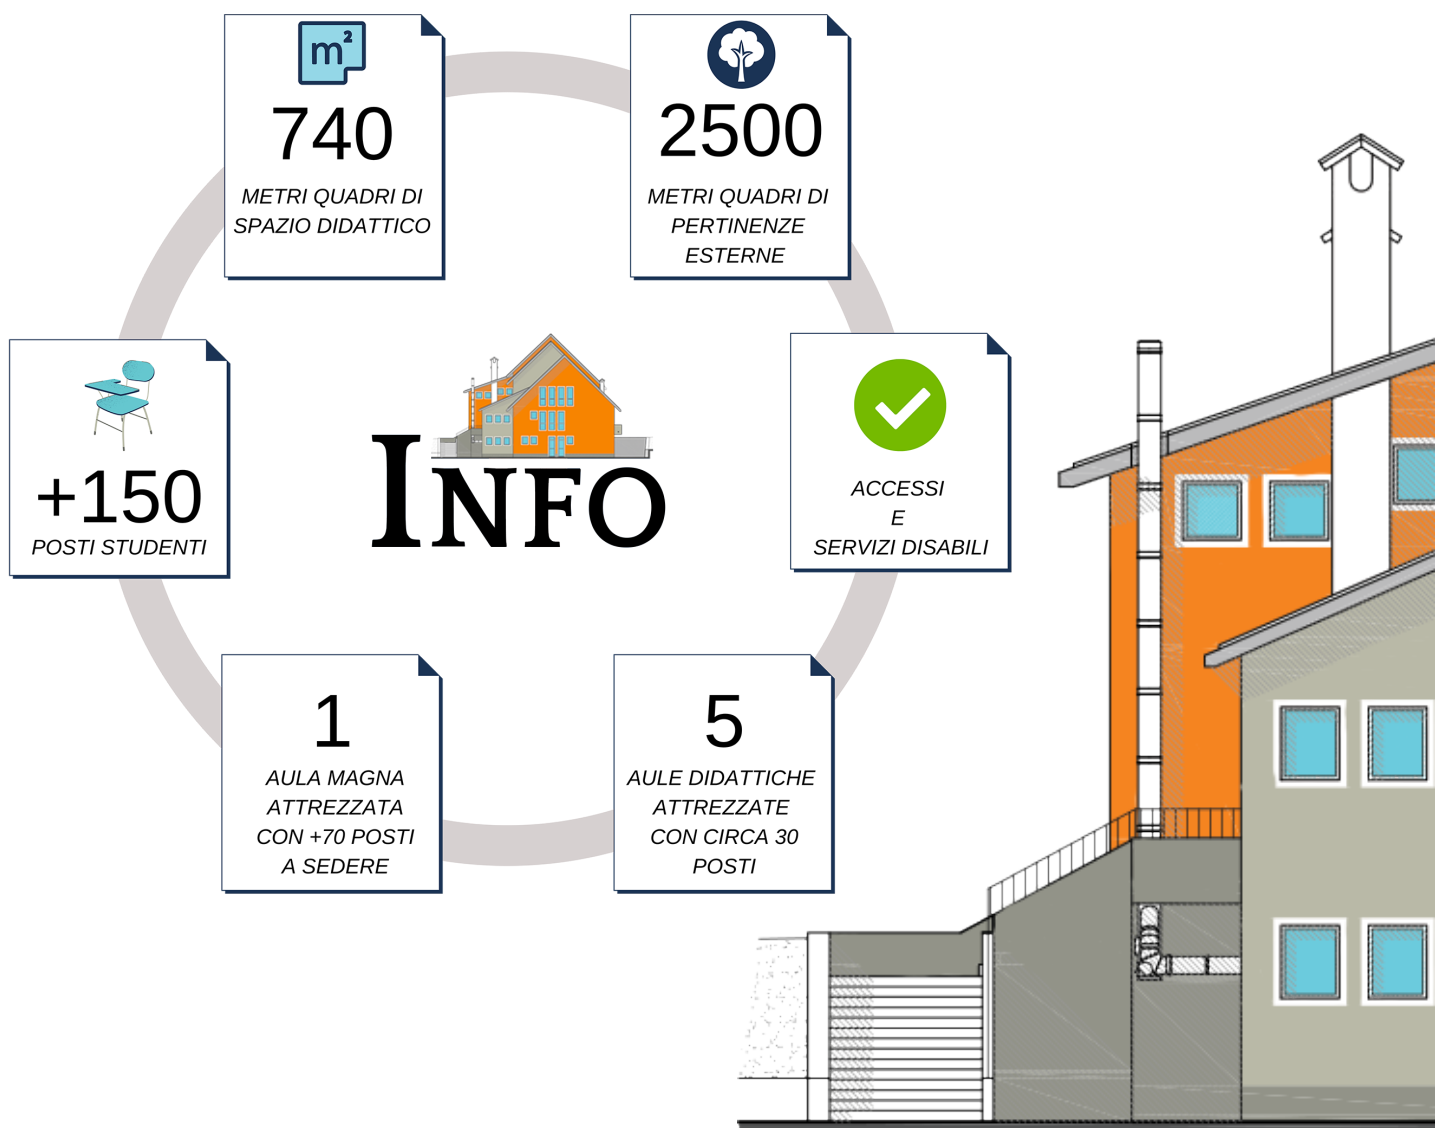 m²
740
METRI QUADRI DI
SPAZIO DIDATTICO
2500
METRI QUADRI DI
PERTINENZE
ESTERNE
+150
POSTI STUDENTI
INFO
ACCESSI
E
SERVIZI DISABILI
1
AULA MAGNA
ATTREZZATA
CON +70 POSTI
A SEDERE
5
AULE DIDATTICHE
ATTREZZATE
CON CIRCA 30
POSTI